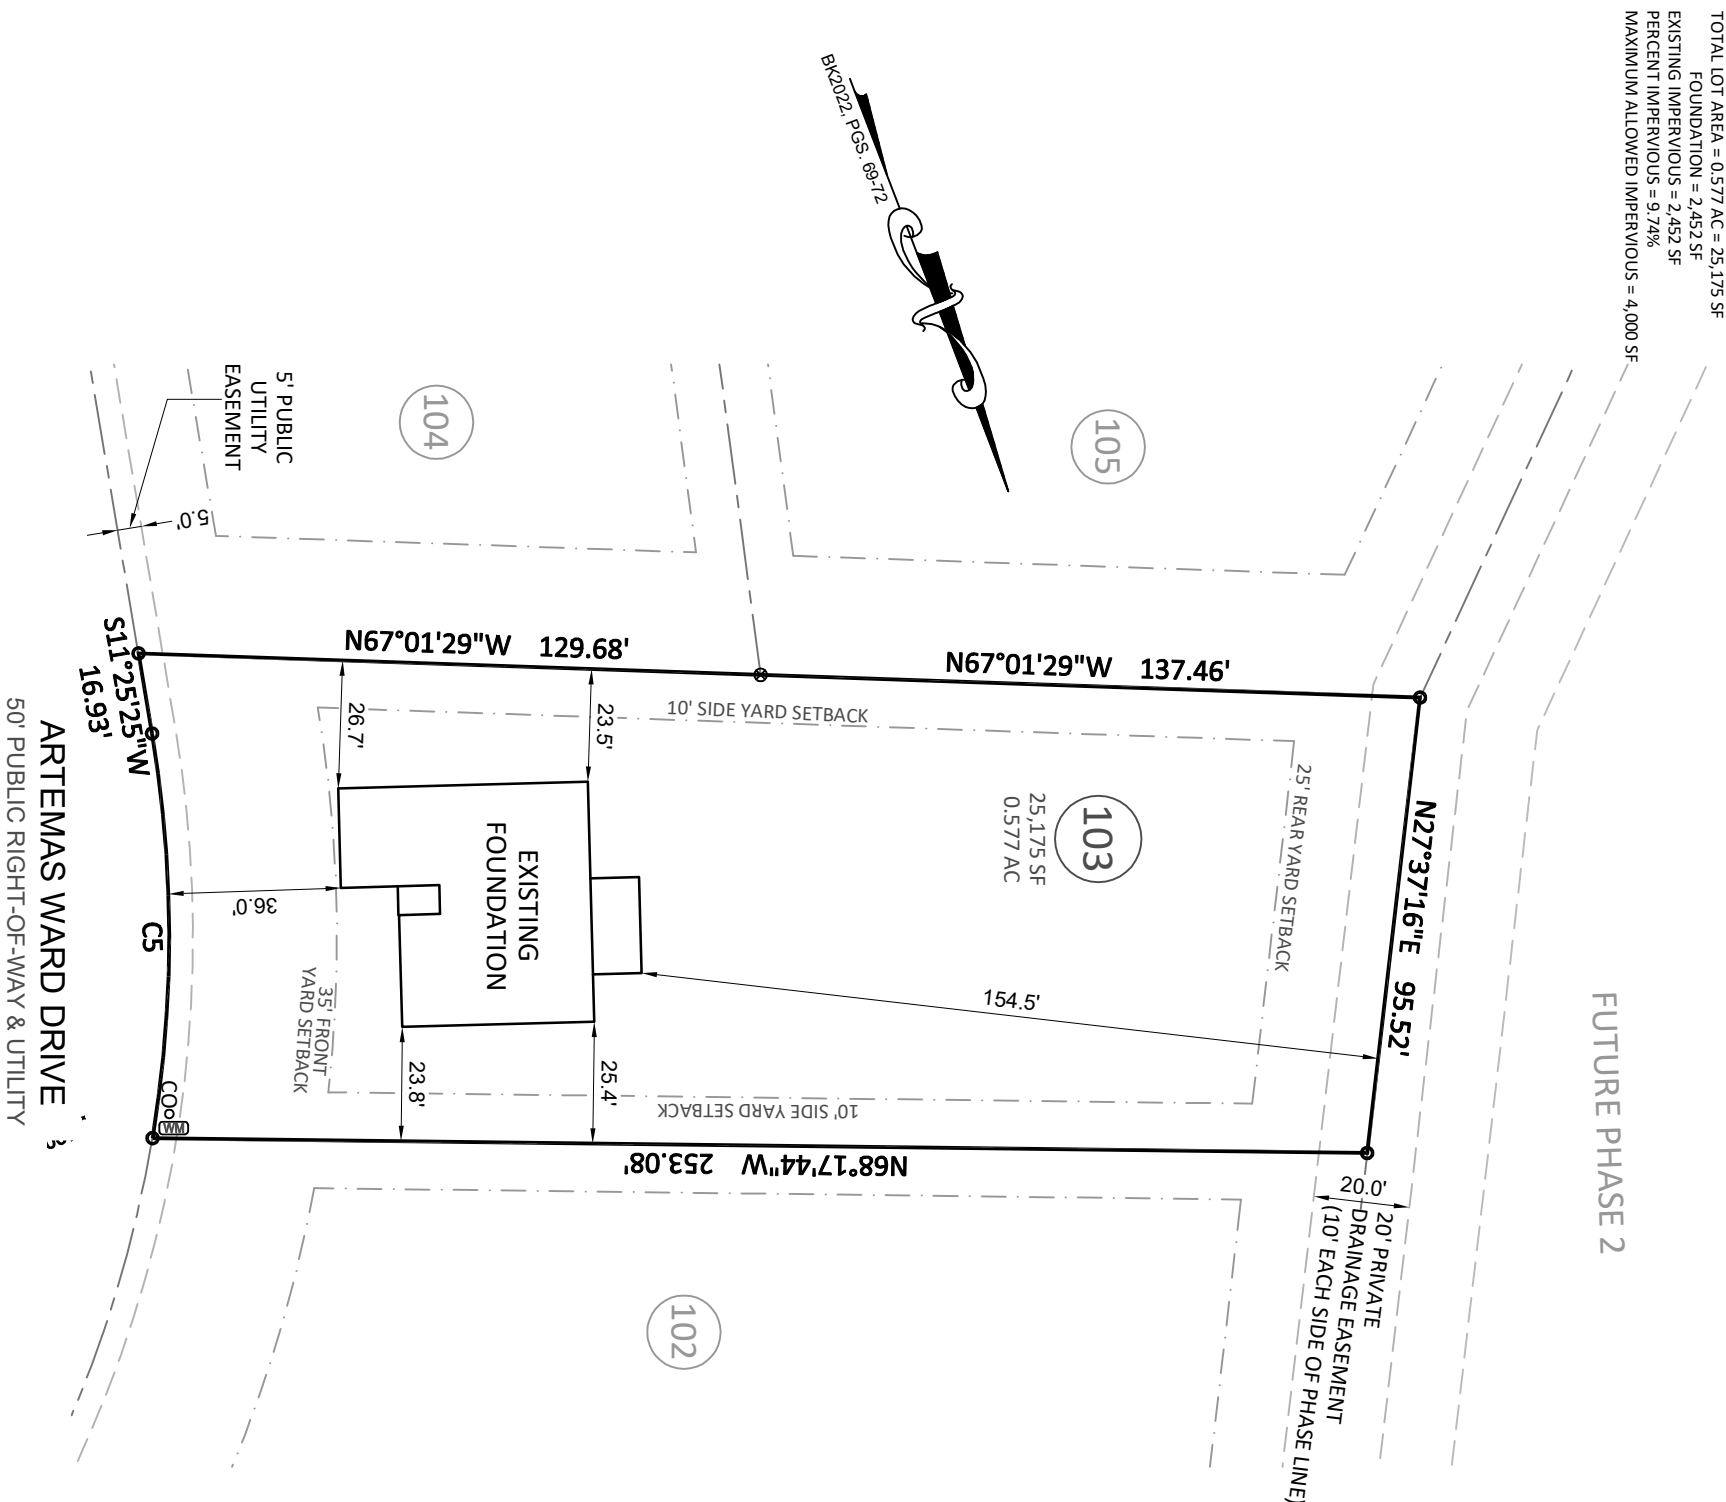 TOTAL LOT AREA = 0.577 AC = 25,175 SF
FOUNDATION = 2,452 SF
EXISTING IMPERVIOUS = 2,452 SF
PERCENT IMPERVIOUS = 9.74%
MAXIMUM ALLOWED IMPERVIOUS = 4,000 SF
BK2022, PGS. 69-72
105
104
5' PUBLIC
UTILITY
EASEMENT
5.0'
N67°01'29"W 129.68'
N67°01'29"W 137.46'
10' SIDE YARD SETBACK
26.7'
23.5'
S11°25'25"W
16.93'
25' REAR YARD SETBACK
103
25,175 SF
0.577 AC
N27°37'16"E 95.52'
EXISTING
FOUNDATION
36.0'
C5
154.5'
35' FRONT
YARD SETBACK
23.8'
25.4'
10' SIDE YARD SETBACK
CO
WM
N68°17'44"W 253.08'
ARTEMAS WARD DRIVE
50' PUBLIC RIGHT-OF-WAY & UTILITY
FUTURE PHASE 2
20.0'
20' PRIVATE
DRAINAGE EASEMENT
(10' EACH SIDE OF PHASE LINE)
102